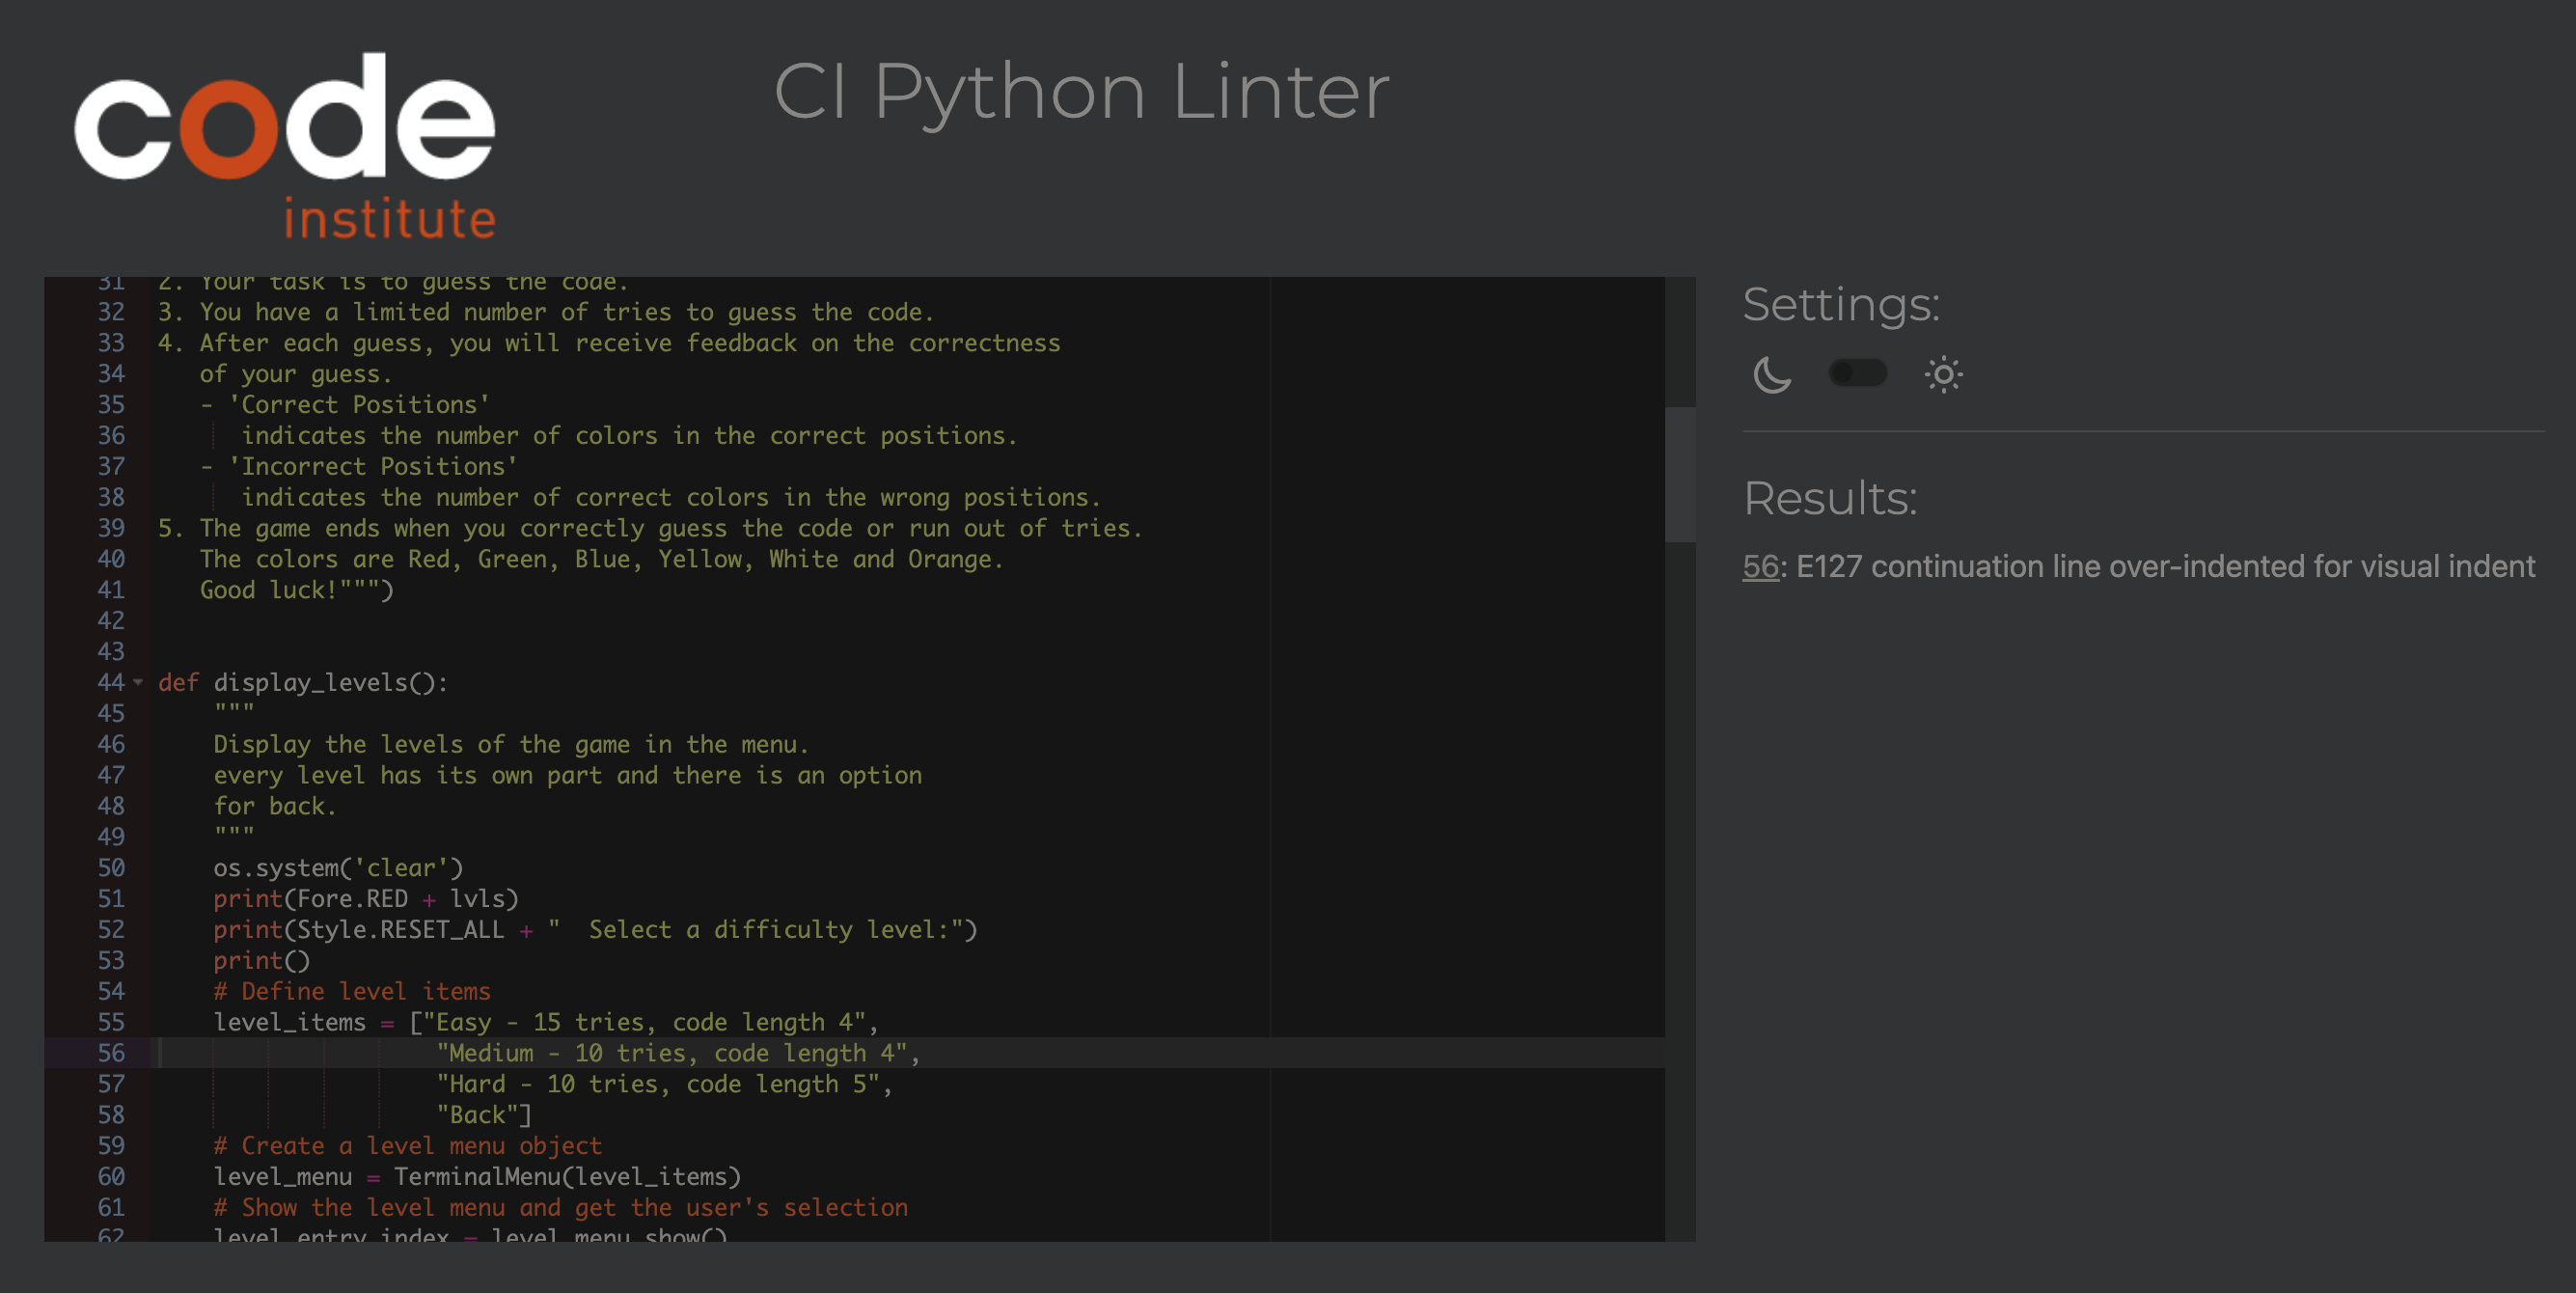 code
institute
CI Python Linter
31 2. Your task is to guess the code.
32 3. You have a limited number of tries to guess the code.
33 4. After each guess, you will receive feedback on the correctness
34    of your guess.
35    - 'Correct Positions'
36       indicates the number of colors in the correct positions.
37    - 'Incorrect Positions'
38       indicates the number of correct colors in the wrong positions.
39 5. The game ends when you correctly guess the code or run out of tries.
40    The colors are Red, Green, Blue, Yellow, White and Orange.
41    Good luck!""")
42
43
44 def display_levels():
45     """
46     Display the levels of the game in the menu.
47     every level has its own part and there is an option
48     for back.
49     """
50     os.system('clear')
51     print(Fore.RED + lvls)
52     print(Style.RESET_ALL + "  Select a difficulty level:")
53     print()
54     # Define level items
55     level_items = ["Easy - 15 tries, code length 4",
56                     "Medium - 10 tries, code length 4",
57                     "Hard - 10 tries, code length 5",
58                     "Back"]
59     # Create a level menu object
60     level_menu = TerminalMenu(level_items)
61     # Show the level menu and get the user's selection
62     level_entry_index = level_menu.show()
Settings:
Results:
56: E127 continuation line over-indented for visual indent